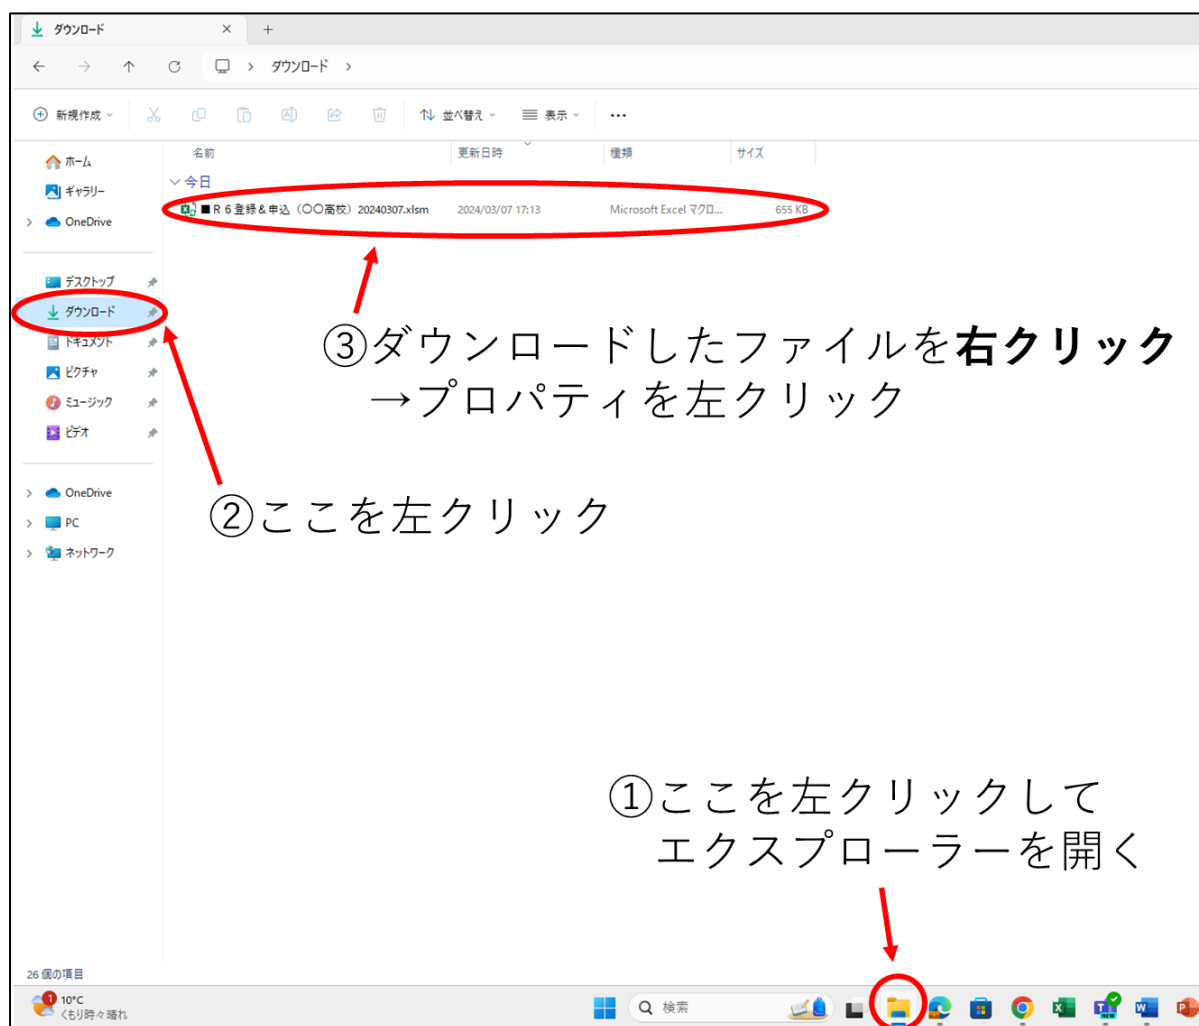 ダウンロード
ダウンロード
新規作成
並べ替え
表示
名前 更新日時 種類 サイズ
今日
■R６登録＆申込（〇〇高校）20240307.xlsm 2024/03/07 17:13 Microsoft Excel マクロ... 655 KB
ホーム
ギャラリー
OneDrive
デスクトップ
ダウンロード
ドキュメント
ピクチャ
ミュージック
ビデオ
OneDrive
PC
ネットワーク
③ダウンロードしたファイルを右クリック
→プロパティを左クリック
②ここを左クリック
①ここを左クリックして
エクスプローラーを開く
26 個の項目
1
10°C
くもり時々晴れ
検索
NEW